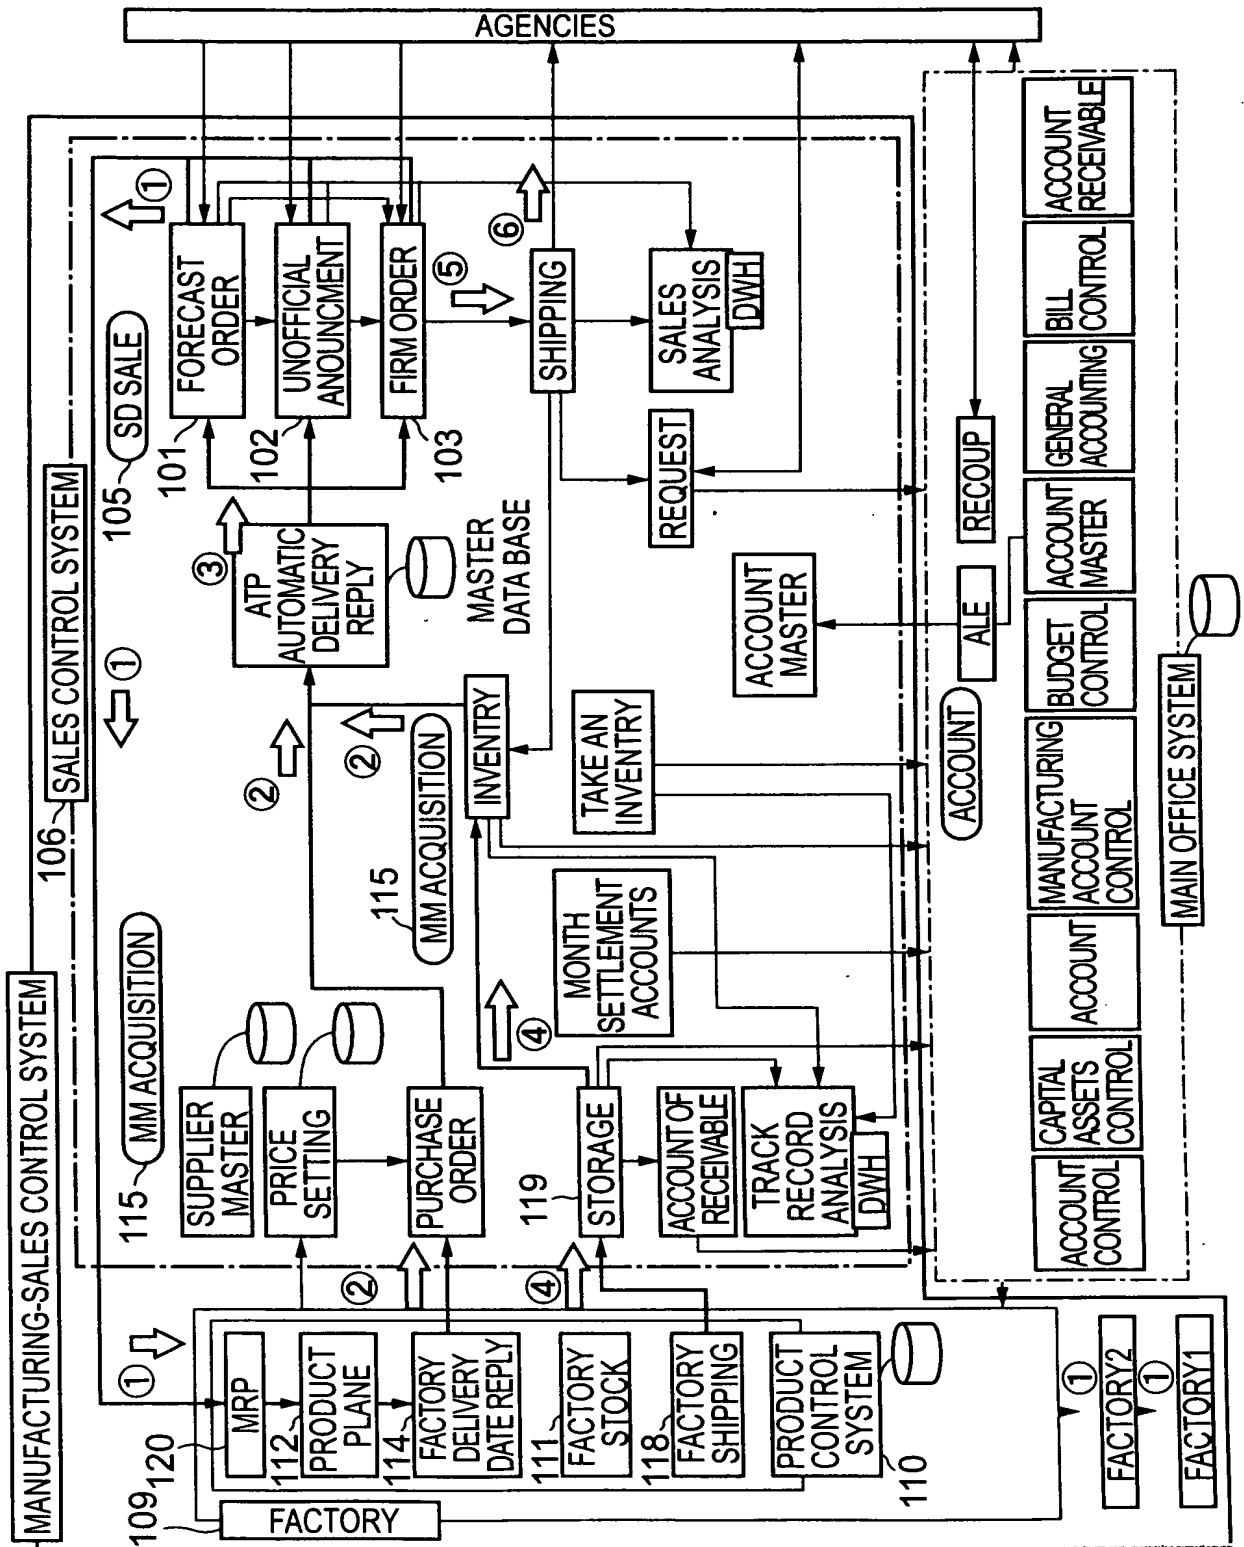 AGENCIES
MANUFACTURING-SALES CONTROL SYSTEM
106
SALES CONTROL SYSTEM
①
①
①
105
SD SALE
101
FORECAST
ORDER
102
UNOFFICIAL
ANOUNCMENT
103
FIRM ORDER
⑤
⑥
SHIPPING
SALES
ANALYSIS
DWH
REQUEST
③
ATP
AUTOMATIC
DELIVERY
REPLY
MASTER
DATA BASE
ACCOUNT
MASTER
②
②
115
MM ACQUISITION
INVENTRY
TAKE AN
INVENTRY
MONTH
SETTLEMENT
ACCOUNTS
115
MM ACQUISITION
SUPPLIER
MASTER
PRICE
SETTING
PURCHASE
ORDER
②
④
④
119
STORAGE
ACCOUNT OF
RECEIVABLE
TRACK
RECORD
ANALYSIS
DWH
109
FACTORY
120
MRP
112
PRODUCT
PLANE
114
FACTORY
DELIVERY
DATE REPLY
111
FACTORY
STOCK
118
FACTORY
SHIPPING
110
PRODUCT
CONTROL
SYSTEM
①
FACTORY2
①
FACTORY1
ACCOUNT
ALE
RECOUP
ACCOUNT
RECEIVABLE
BILL
CONTROL
GENERAL
ACCOUNTING
ACCOUNT
MASTER
BUDGET
CONTROL
MANUFACTURING
ACCOUNT
CONTROL
ACCOUNT
CAPITAL
ASSETS
CONTROL
ACCOUNT
CONTROL
MAIN OFFICE SYSTEM